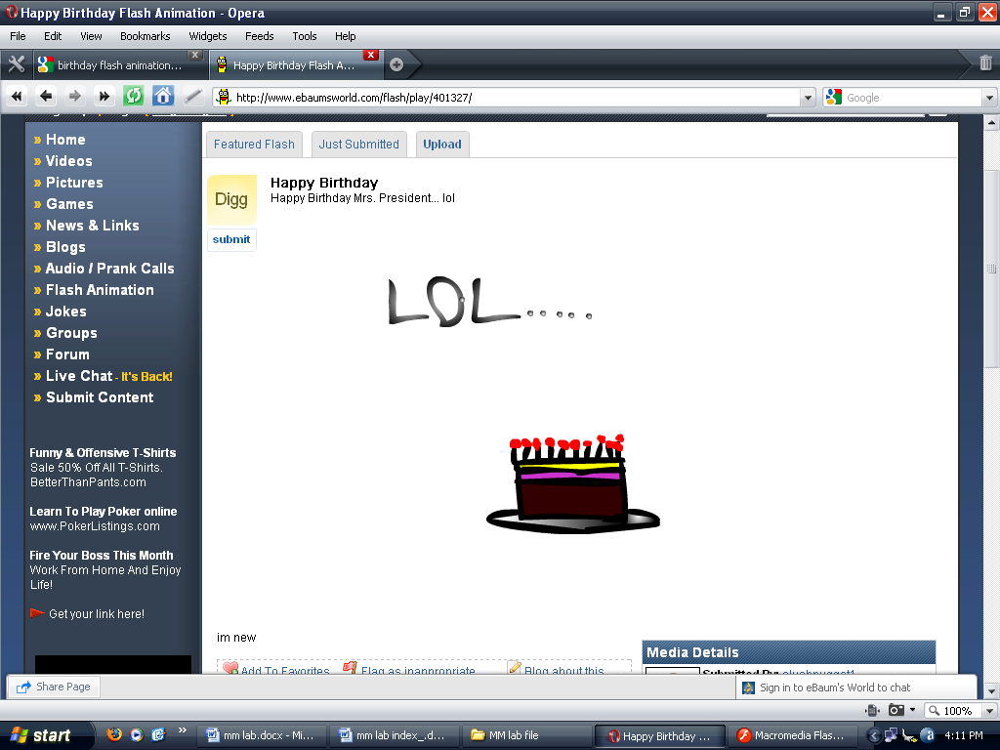 Happy Birthday Flash Animation - Opera
File Edit View Bookmarks Widgets Feeds Tools Help
birthday flash animation...
Happy Birthday Flash A...
http://www.ebaumsworld.com/flash/play/401327/
Google
» Home
» Videos
» Pictures
» Games
» News & Links
» Blogs
» Audio / Prank Calls
» Flash Animation
» Jokes
» Groups
» Forum
» Live Chat - It's Back!
» Submit Content
Funny & Offensive T-Shirts
Sale 50% Off All T-Shirts.
BetterThanPants.com
Learn To Play Poker online
www.PokerListings.com
Fire Your Boss This Month
Work From Home And Enjoy
Life!
Get your link here!
Featured Flash
Just Submitted
Upload
Digg
submit
Happy Birthday
Happy Birthday Mrs. President... lol
LOL.....
im new
Add To Favorites
Flag as inappropriate
Blog about this
Media Details
Submitted By:
Share Page
Sign in to eBaum's World to chat
100%
start
mm lab.docx - Mi...
mm lab index_.d...
MM lab file
Happy Birthday ...
Macromedia Flas...
4:11 PM